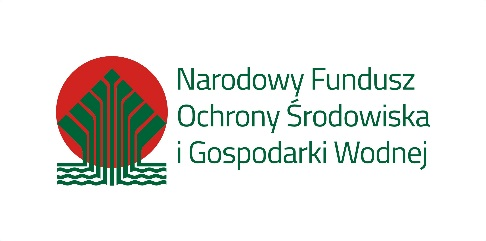 Narodowy Fundusz
Ochrony Środowiska
i Gospodarki Wodnej